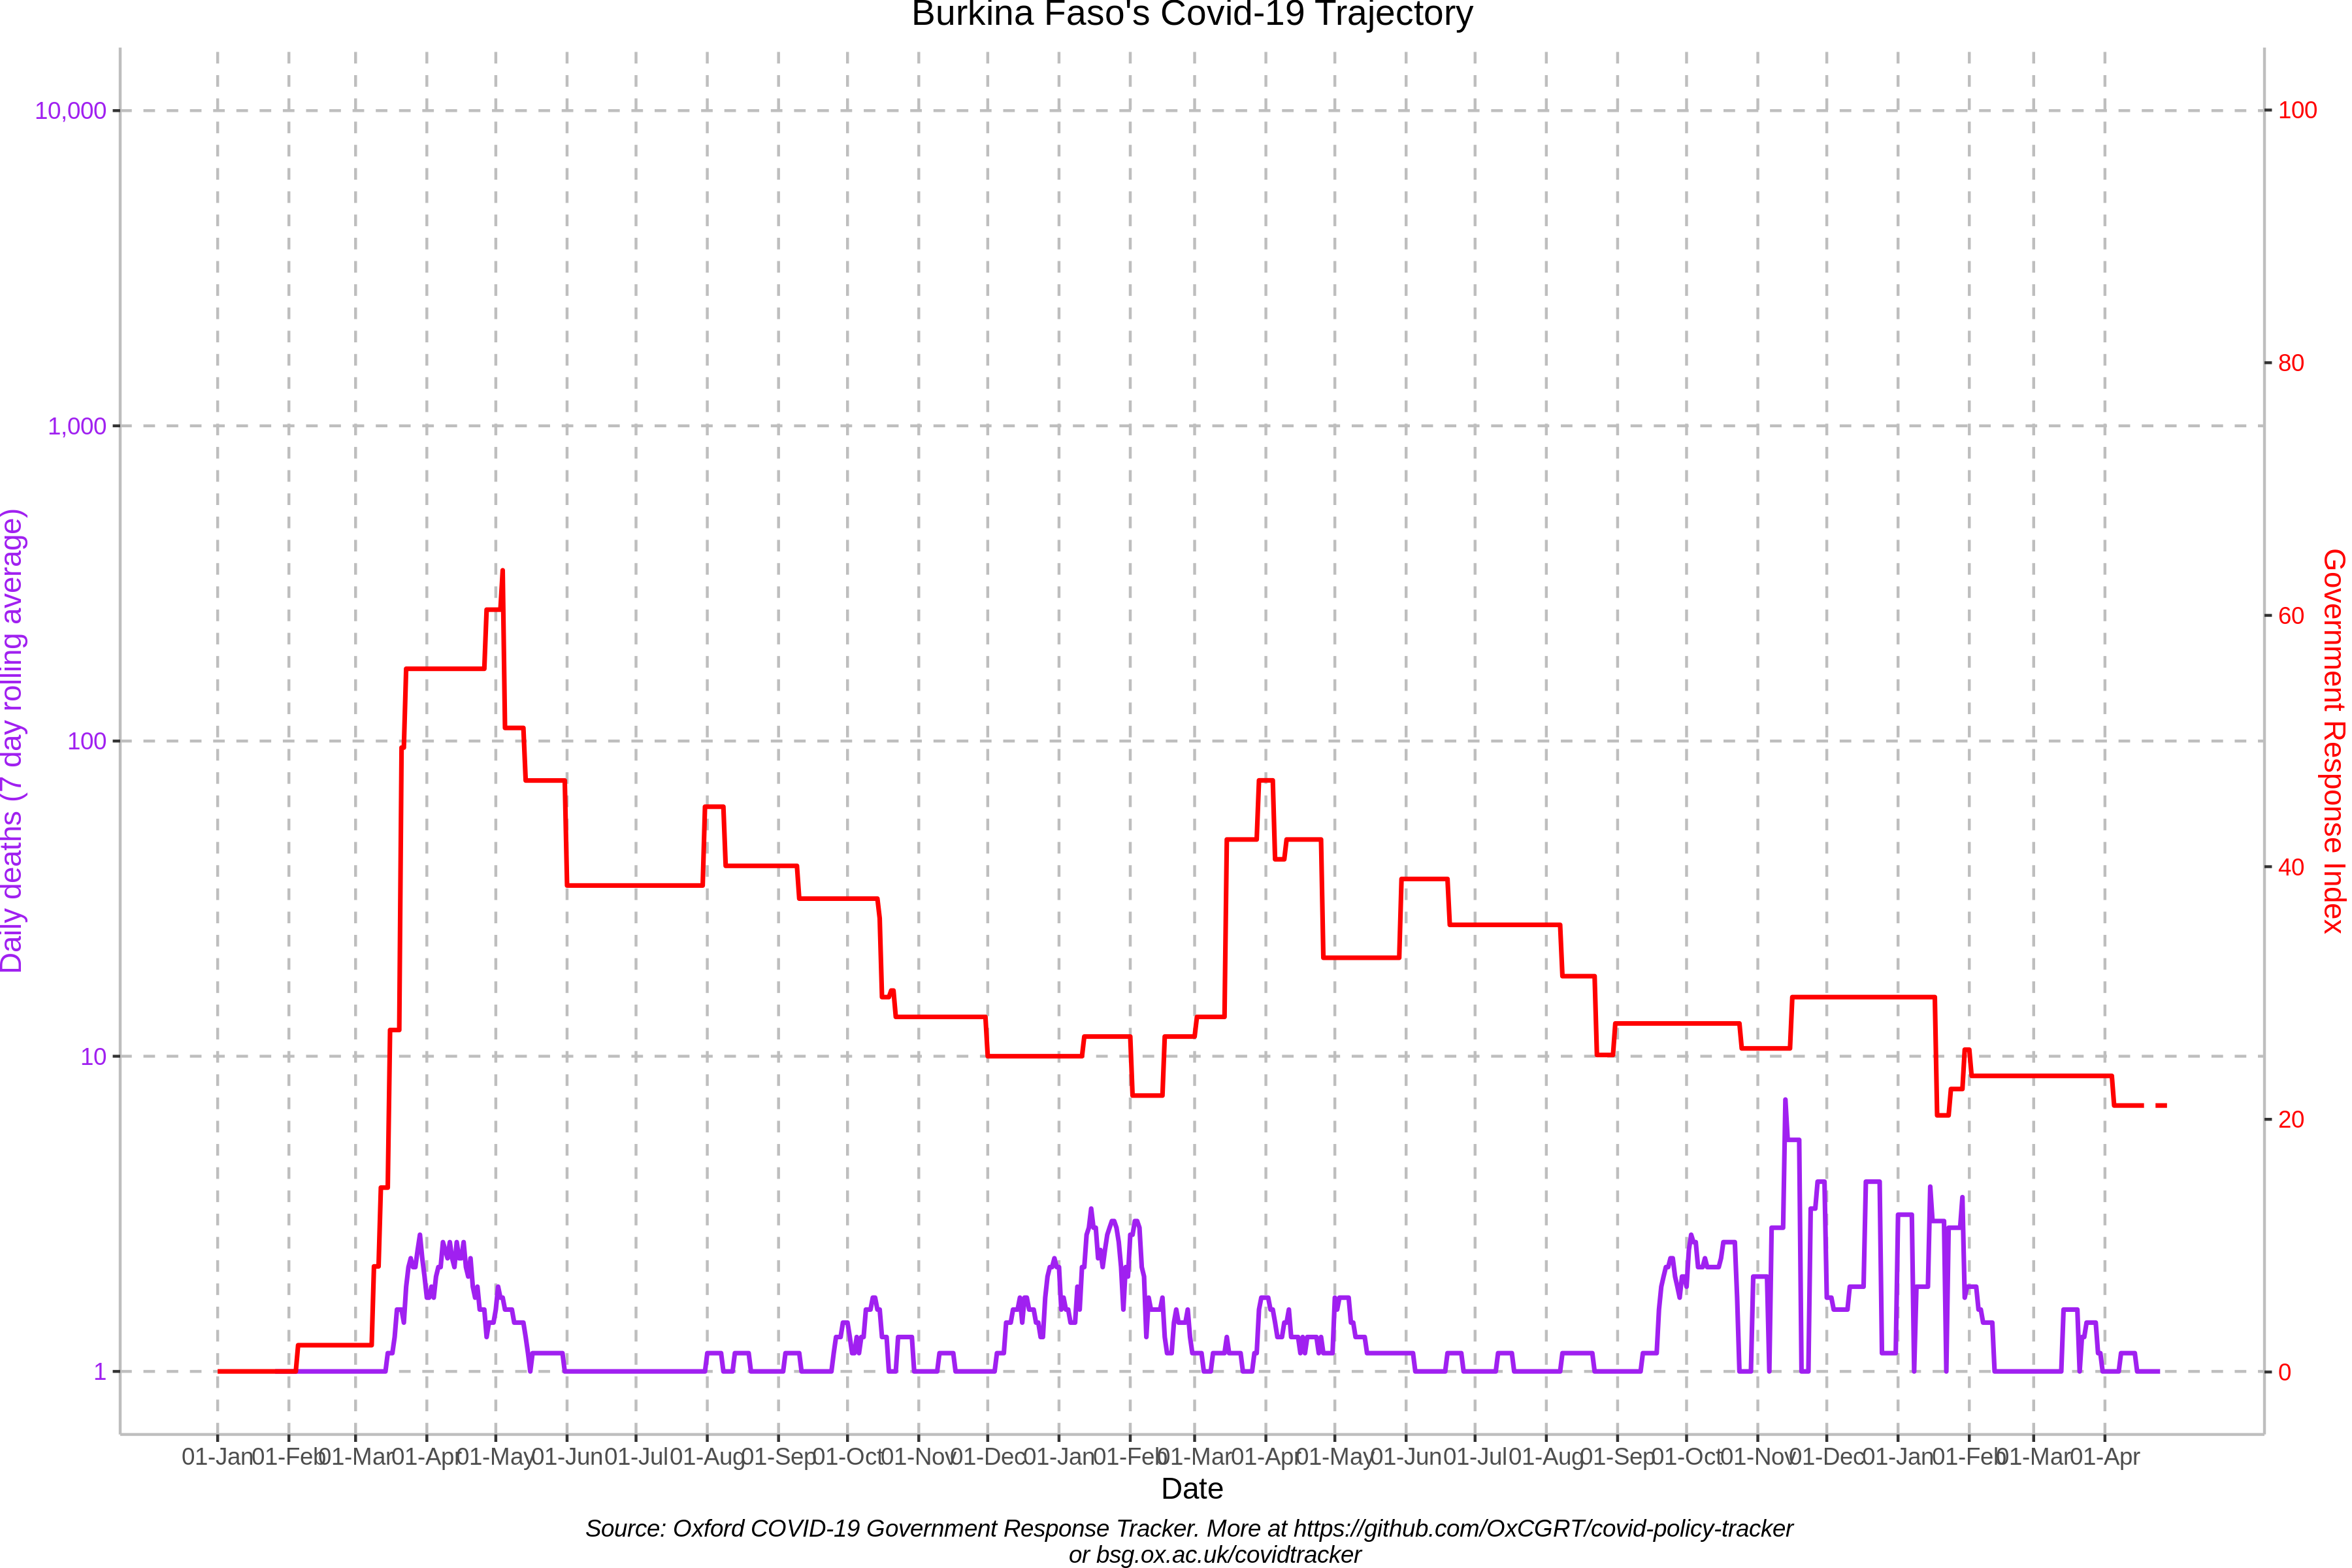 Burkina Faso's Covid-19 Trajectory
10,000
1,000
100
10
1
Daily deaths (7 day rolling average)
100
80
60
40
20
0
Government Response Index
01-Jan 01-Feb 01-Mar 01-Apr 01-May 01-Jun 01-Jul 01-Aug 01-Sep 01-Oct 01-Nov 01-Dec 01-Jan 01-Feb 01-Mar 01-Apr 01-May 01-Jun 01-Jul 01-Aug 01-Sep 01-Oct 01-Nov 01-Dec 01-Jan 01-Feb 01-Mar 01-Apr
Date
Source: Oxford COVID-19 Government Response Tracker. More at https://github.com/OxCGRT/covid-policy-tracker
or bsg.ox.ac.uk/covidtracker